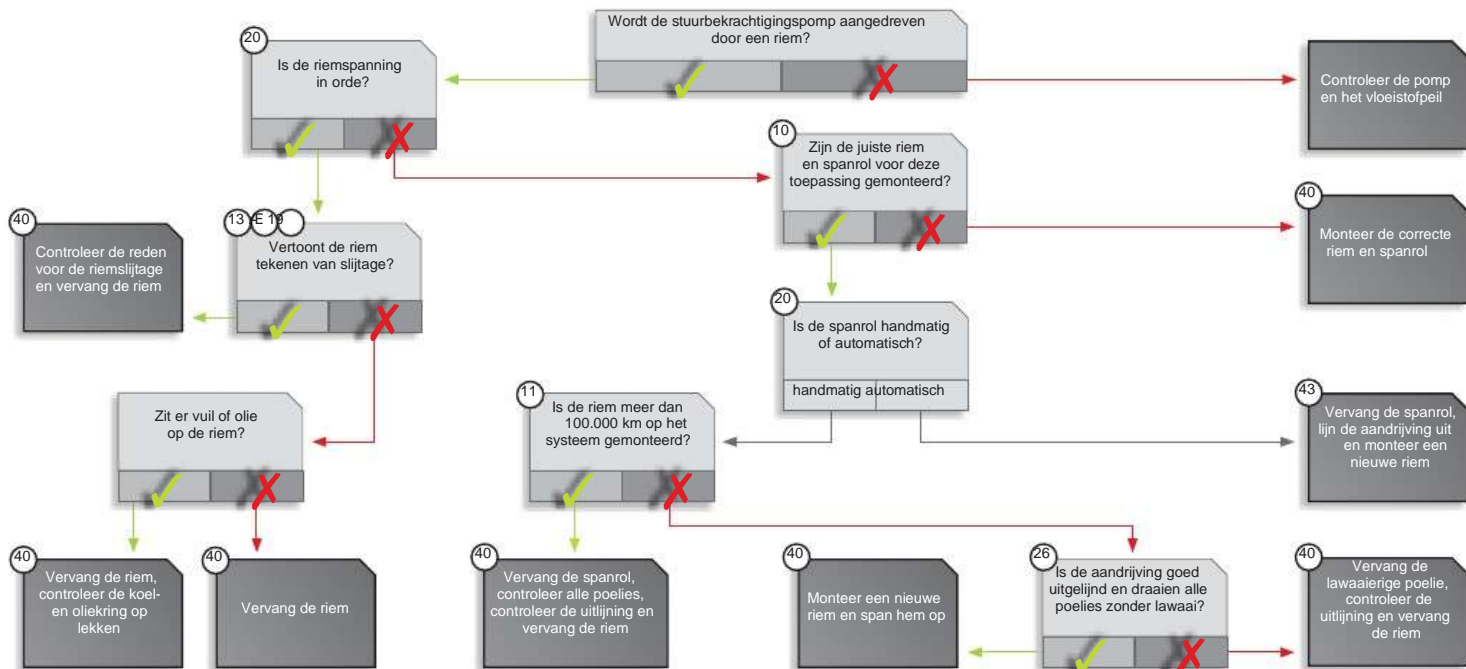 Wordt de stuurbekrachtigingspomp aangedreven
door een riem?
20
Is de riemspanning
in orde?
Controleer de pomp
en het vloeistofpeil
10
Zijn de juiste riem
en spanrol voor deze
toepassing gemonteerd?
40
Controleer de reden
voor de riemslijtage
en vervang de riem
13 Æ 19
Vertoont de riem
tekenen van slijtage?
40
Monteer de correcte
riem en spanrol
20
Is de spanrol handmatig
of automatisch?
handmatig automatisch
Zit er vuil of olie
op de riem?
11
Is de riem meer dan
100.000 km op het
systeem gemonteerd?
43
Vervang de spanrol,
lijn de aandrijving uit
en monteer een
nieuwe riem
40
Vervang de riem,
controleer de koel-
en oliekring op
lekken
40
Vervang de riem
40
Vervang de spanrol,
controleer alle poelies,
controleer de uitlijning en
vervang de riem
40
Monteer een nieuwe
riem en span hem op
26
Is de aandrijving goed
uitgelijnd en draaien alle
poelies zonder lawaai?
40
Vervang de
lawaaierige poelie,
controleer de
uitlijning en vervang
de riem